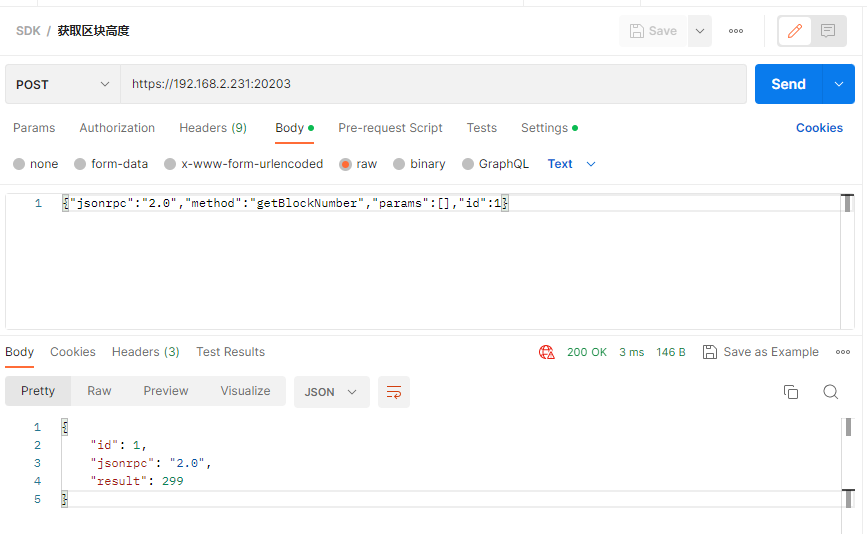 SDK / 获取区块高度 Save
POST https://192.168.2.231:20203 Send
Params Authorization Headers (9) Body Pre-request Script Tests Settings Cookies
none form-data x-www-form-urlencoded raw binary GraphQL Text
1 {"jsonrpc":"2.0","method":"getBlockNumber","params":[],"id":1}
Body Cookies Headers (3) Test Results 200 OK 3 ms 146 B Save as Example
Pretty Raw Preview Visualize JSON
1 {
2 "id": 1,
3 "jsonrpc": "2.0",
4 "result": 299
5 }